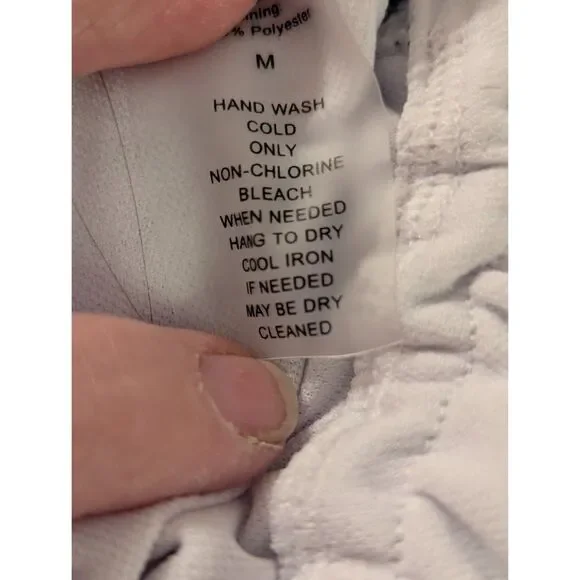 % Polyester
M
HAND WASH
COLD
ONLY
NON-CHLORINE
BLEACH
WHEN NEEDED
HANG TO DRY
COOL IRON
IF NEEDED
MAY BE DRY
CLEANED